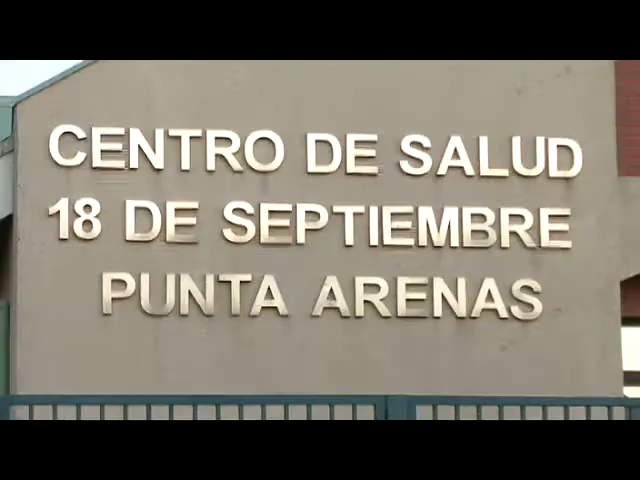 CENTRO DE SALUD
18 DE SEPTIEMBRE
PUNTA ARENAS